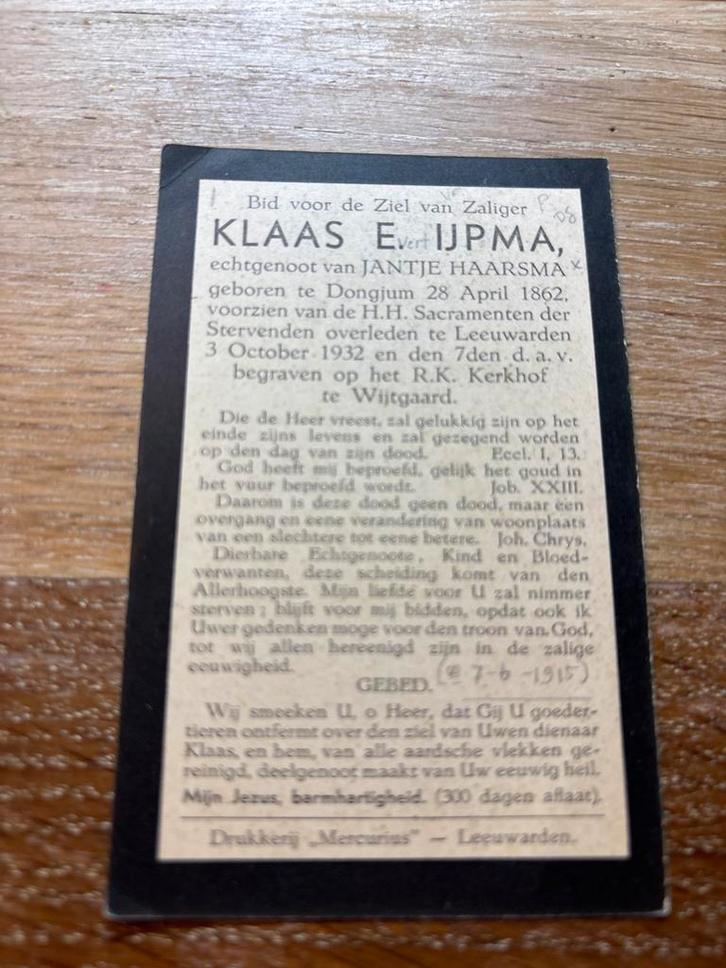 Bid voor de Ziel van Zaliger
KLAAS Evert IJPMA,
echtgenoot van JANTJE HAARSMA x
geboren te Dongjum 28 April 1862,
voorzien van de H.H. Sacramenten der
Stervenden overleden te Leeuwarden
3 October 1932 en den 7den d. a. v.
begraven op het R.K. Kerkhof
te Wijtgaard.
Die de Heer vreest, zal gelukkig zijn op het
einde zijns levens en zal gezegend worden
op den dag van zijn dood. Eccl. I, 13.
God heeft mij beproefd, gelijk het goud in
het vuur beproefd wordt. Job. XXIII.
Daarom is deze dood geen dood, maar een
overgang en eene verandering van woonplaats
van een slechtere tot eene betere. Joh. Chrys.
Dierbare Echtgenoote, Kind en Bloed-
verwanten, deze scheiding komt van den
Allerhoogste. Mijn liefde voor U zal nimmer
sterven; blijft voor mij bidden, opdat ook ik
Uwer gedenken moge voor den troon van God,
tot wij allen hereenigd zijn in de zalige
eeuwigheid.
(@ 7-6-1915)
GEBED.
Wij smeeken U, o Heer, dat Gij U goeder-
tieren ontfermt over den ziel van Uwen dienaar
Klaas, en hem, van alle aardsche vlekken ge-
reinigd, deelgenoot maakt van Uw eeuwig heil.
Mijn Jezus, barmhartigheid. (300 dagen aflaat).
Drukkerij „Mercurius" — Leeuwarden.